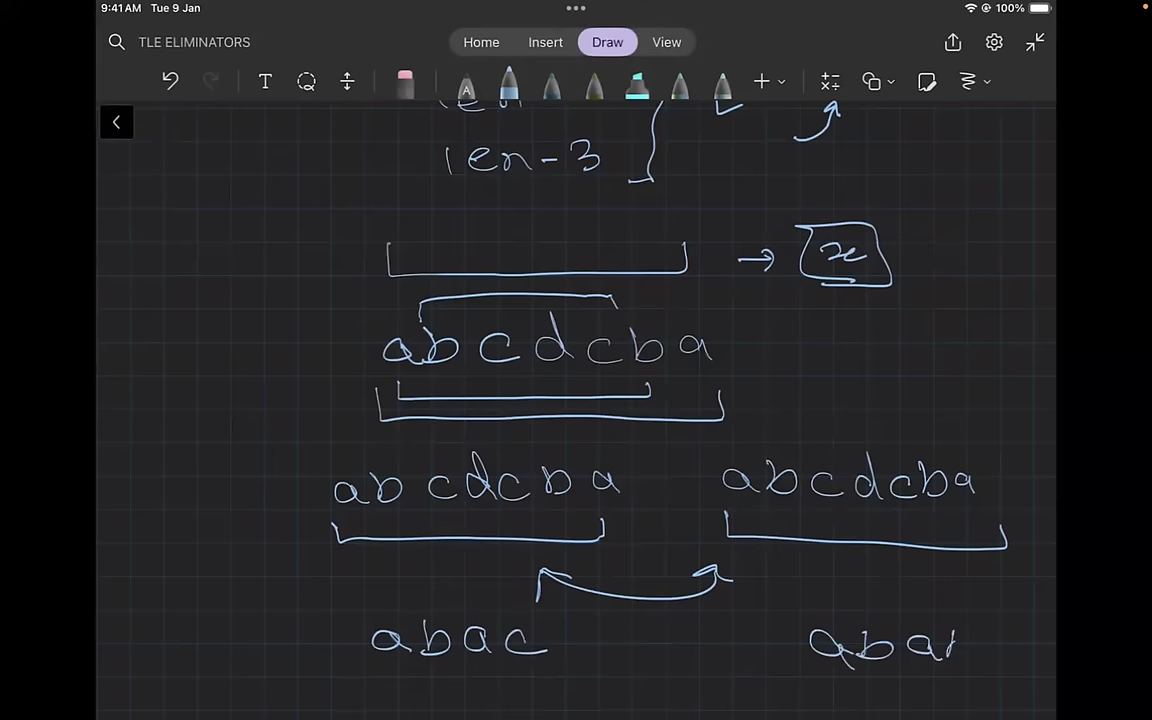 9:41 AM Tue 9 Jan 100%
TLE ELIMINATORS Home Insert Draw View
A
len-3
x
abcdcba
abcdcba abcdcba
abac aba